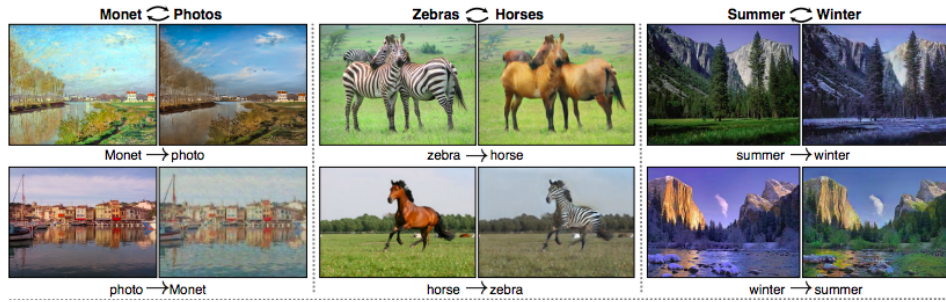 Monet Photos
Zebras Horses
Summer Winter
Monet → photo
zebra → horse
summer → winter
photo → Monet
horse → zebra
winter → summer